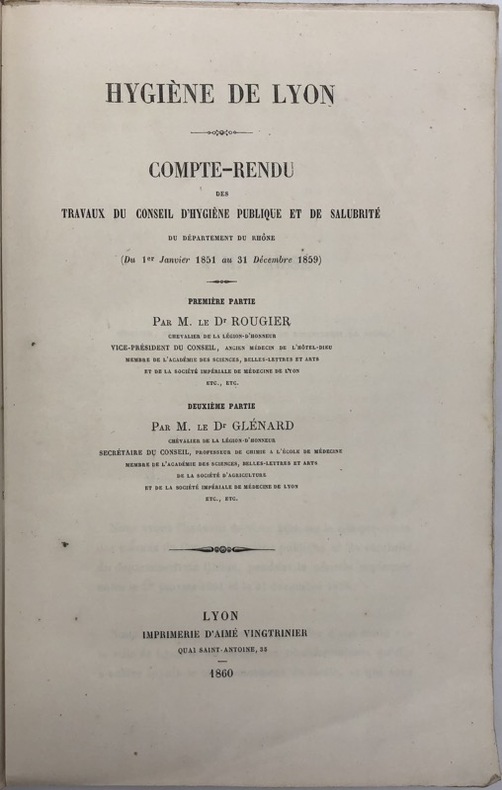 HYGIÈNE DE LYON
COMPTE-RENDU
DES
TRAVAUX DU CONSEIL D'HYGIÈNE PUBLIQUE ET DE SALUBRITÉ
DU DÉPARTEMENT DU RHÔNE
(Du 1er Janvier 1851 au 31 Décembre 1859)
PREMIÈRE PARTIE
PAR M. LE Dr ROUGIER
CHEVALIER DE LA LÉGION-D'HONNEUR
VICE-PRÉSIDENT DU CONSEIL, ANCIEN MÉDECIN DE L'HÔTEL-DIEU
MEMBRE DE L'ACADÉMIE DES SCIENCES, BELLES-LETTRES ET ARTS
ET DE LA SOCIÉTÉ IMPÉRIALE DE MÉDECINE DE LYON
ETC., ETC.
DEUXIÈME PARTIE
PAR M. LE Dr GLÉNARD
CHEVALIER DE LA LÉGION-D'HONNEUR
SECRÉTAIRE DU CONSEIL, PROFESSEUR DE CHIMIE A L'ÉCOLE DE MÉDECINE
MEMBRE DE L'ACADÉMIE DES SCIENCES, BELLES-LETTRES ET ARTS
DE LA SOCIÉTÉ D'AGRICULTURE
ET DE LA SOCIÉTÉ IMPÉRIALE DE MÉDECINE DE LYON
ETC., ETC.
LYON
IMPRIMERIE D'AIMÉ VINGTRINIER
QUAI SAINT-ANTOINE, 35
1860